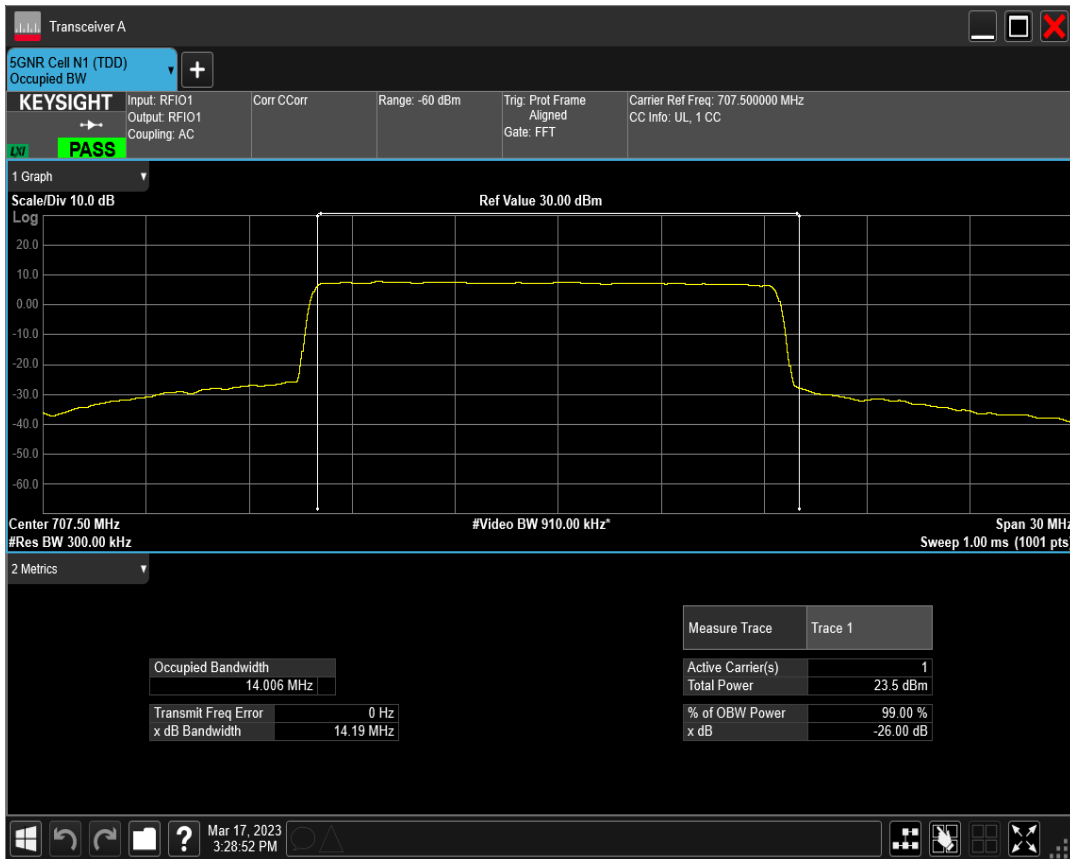 Transceiver A
5GNR Cell N1 (TDD)
Occupied BW
+
KEYSIGHT
LXI
PASS
Input: RFIO1
Output: RFIO1
Coupling: AC
Corr CCorr
Range: -60 dBm
Trig: Prot Frame
Aligned
Gate: FFT
Carrier Ref Freq: 707.500000 MHz
CC Info: UL, 1 CC
1 Graph
Scale/Div 10.0 dB
Ref Value 30.00 dBm
Log
20.0
10.0
0.00
-10.0
-20.0
-30.0
-40.0
-50.0
-60.0
Center 707.50 MHz
#Video BW 910.00 kHz*
Span 30 MHz
#Res BW 300.00 kHz
Sweep 1.00 ms (1001 pts)
2 Metrics
Measure Trace Trace 1
Occupied Bandwidth
14.006 MHz
Transmit Freq Error 0 Hz
x dB Bandwidth 14.19 MHz
Active Carrier(s) 1
Total Power 23.5 dBm
% of OBW Power 99.00 %
x dB -26.00 dB
?
Mar 17, 2023
3:28:52 PM